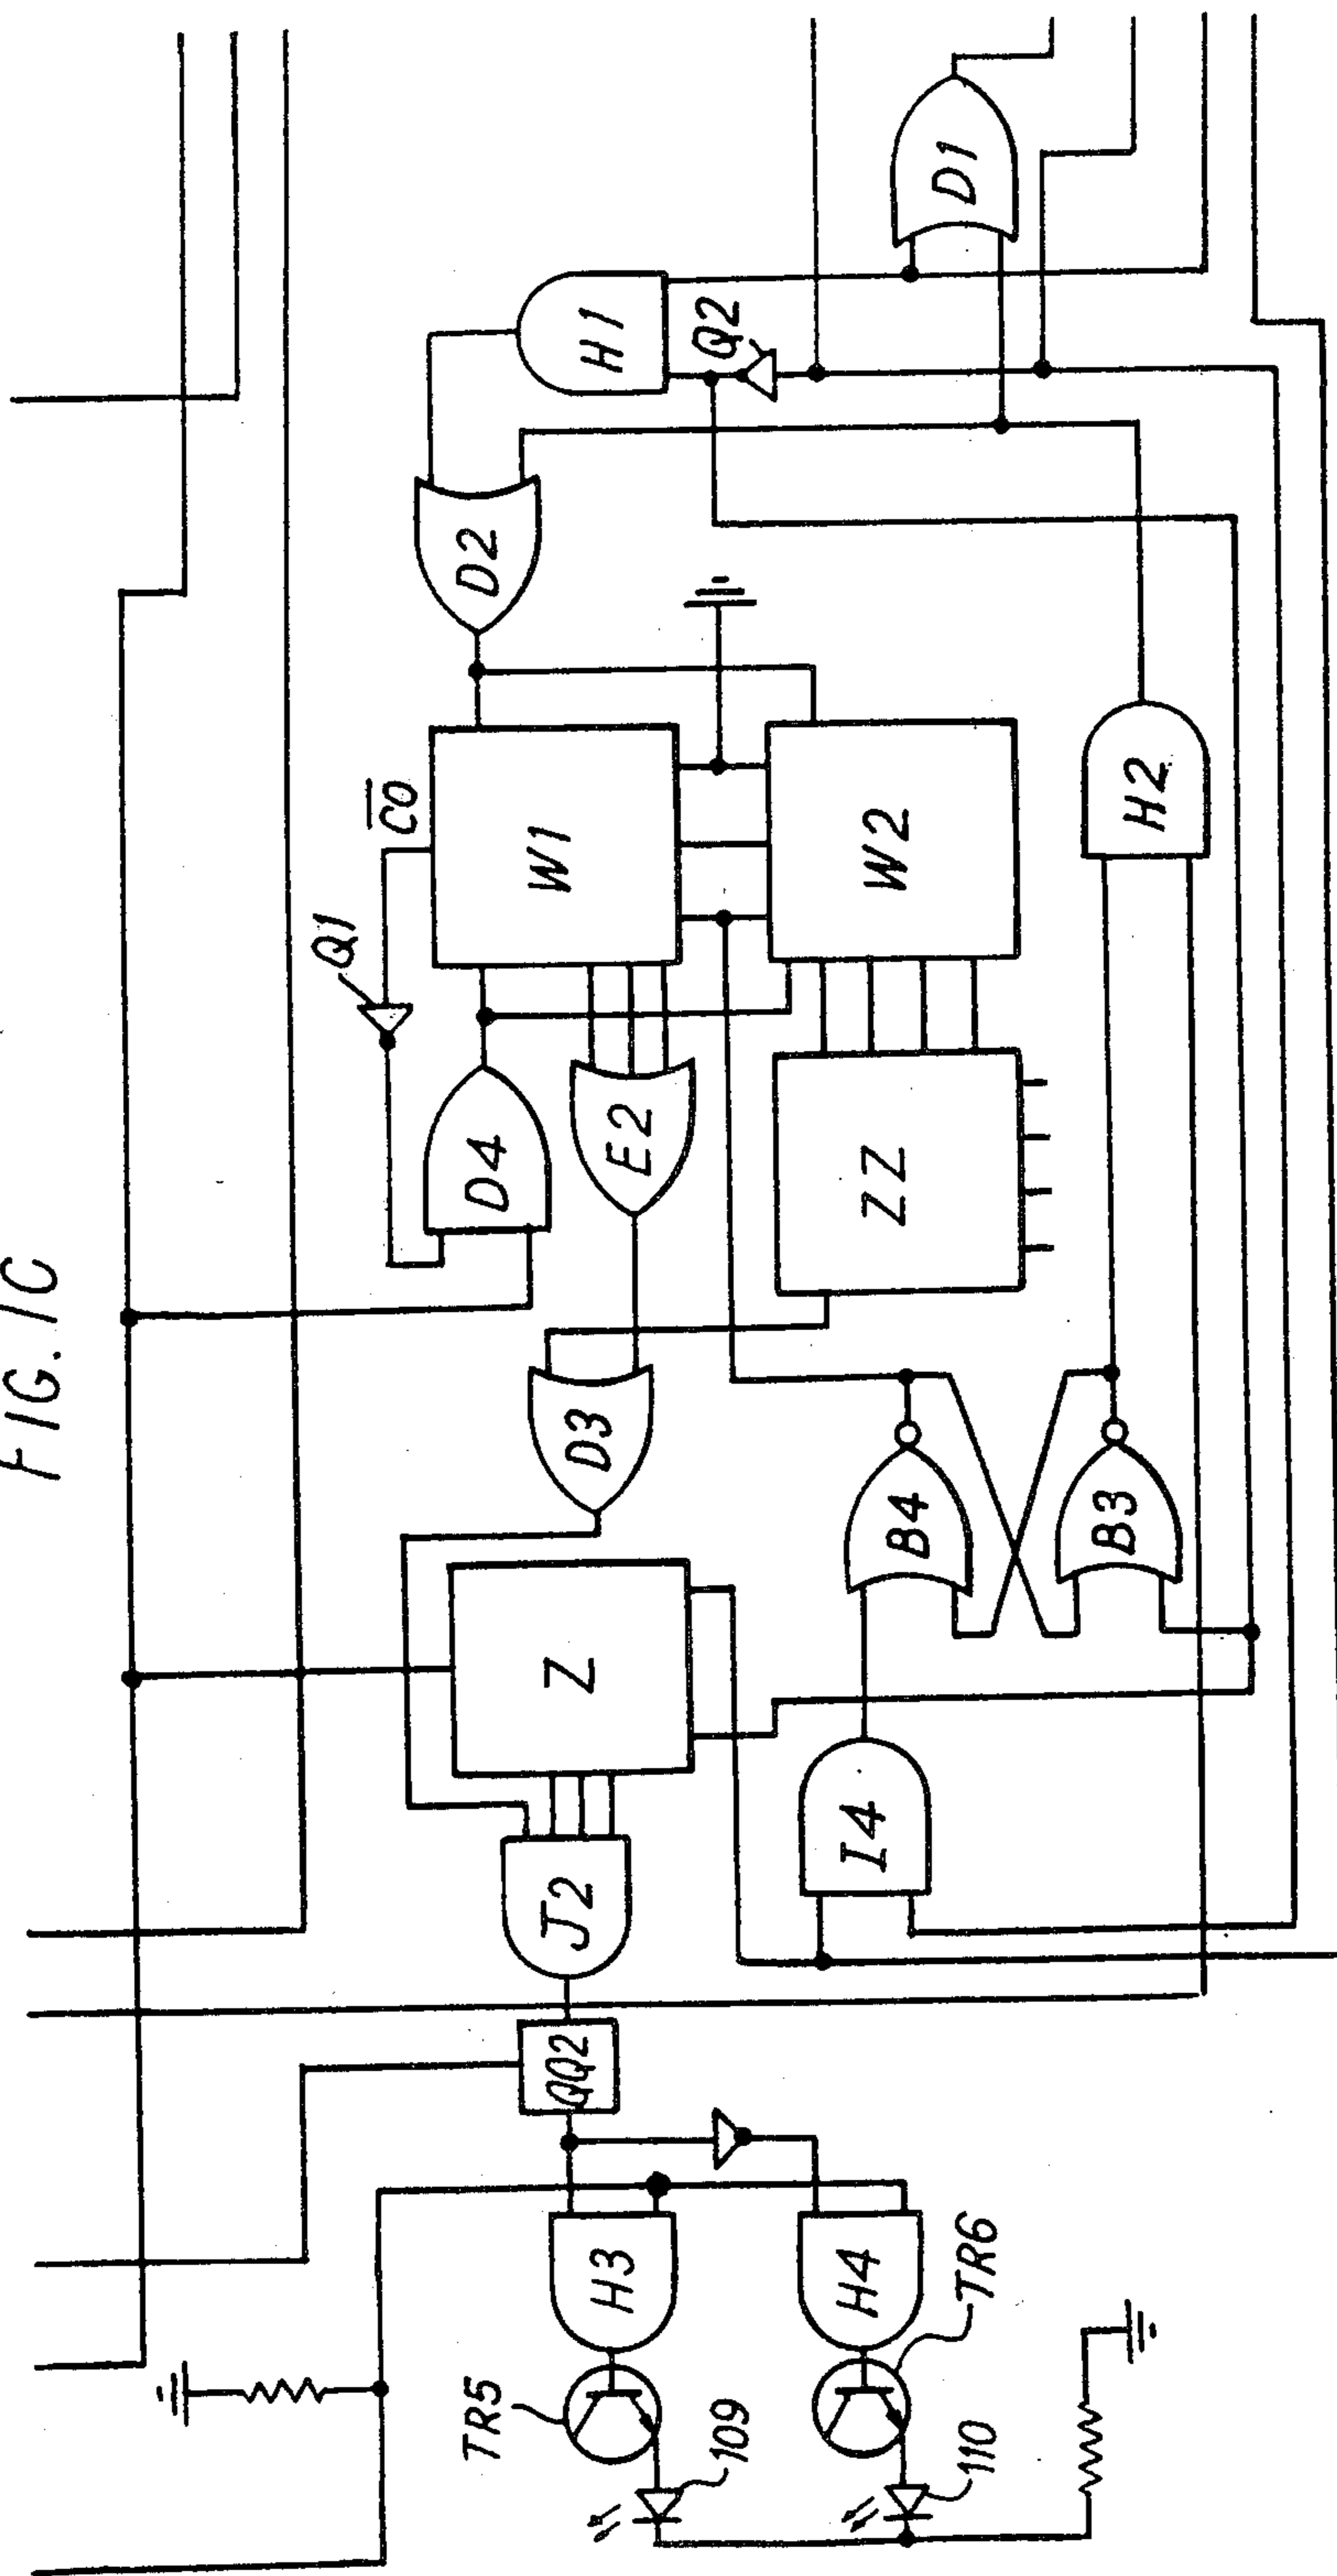 FIG. 1C
Q1
C̅O̅
H1
Q2
D1
D2
W1
W2
H2
D4
E2
ZZ
D3
B4
B3
Z
I4
J2
QQ2
H3
H4
TR5
TR6
109
110